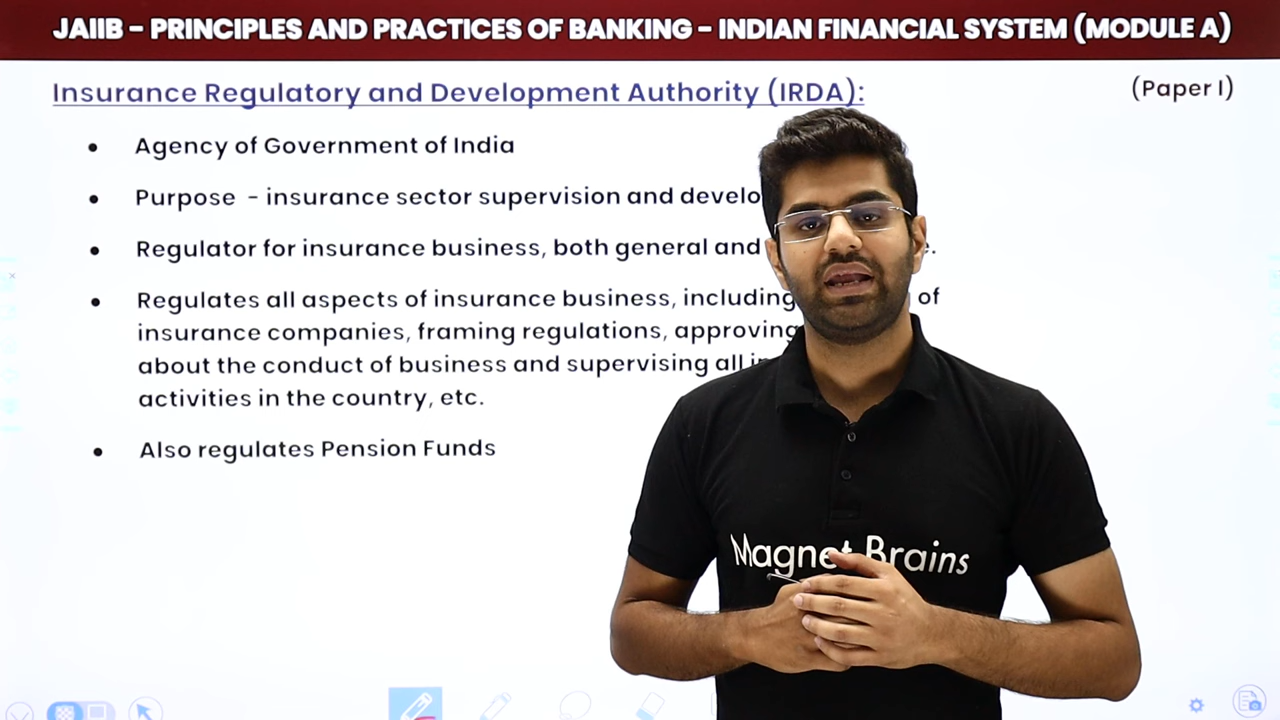 JAIIB – PRINCIPLES AND PRACTICES OF BANKING – INDIAN FINANCIAL SYSTEM (MODULE A)
Insurance Regulatory and Development Authority (IRDA):
(Paper I)
• Agency of Government of India
• Purpose - insurance sector supervision and
• Regulator for insurance business, both general and
• Regulates all aspects of insurance business, including of
insurance companies, framing regulations, approving
about the conduct of business and supervising all
activities in the country, etc.
• Also regulates Pension Funds
Magnet Brains